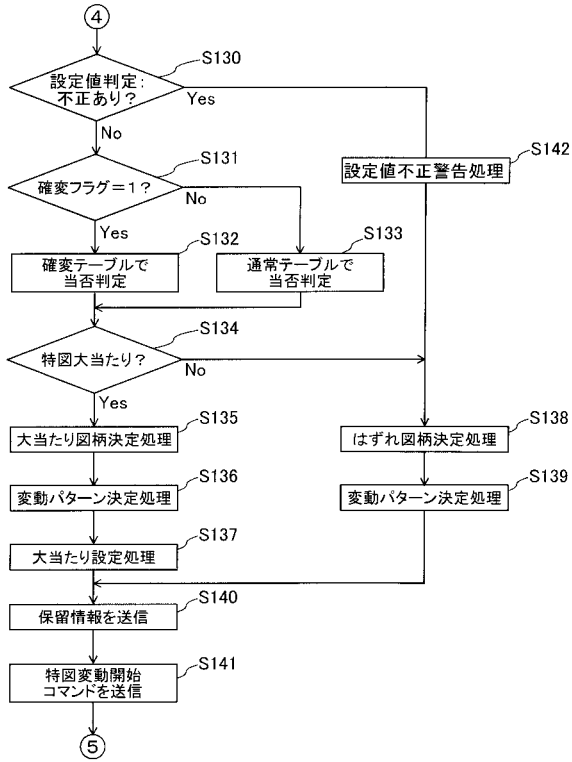 ④
S130
設定値判定:
不正あり?
Yes
No
S131
確変フラグ=1?
No
Yes
S142
設定値不正警告処理
S132
確変テーブルで
当否判定
S133
通常テーブルで
当否判定
S134
特図大当たり?
No
Yes
S135
大当たり図柄決定処理
S138
はずれ図柄決定処理
S136
変動パターン決定処理
S139
変動パターン決定処理
S137
大当たり設定処理
S140
保留情報を送信
S141
特図変動開始
コマンドを送信
⑤